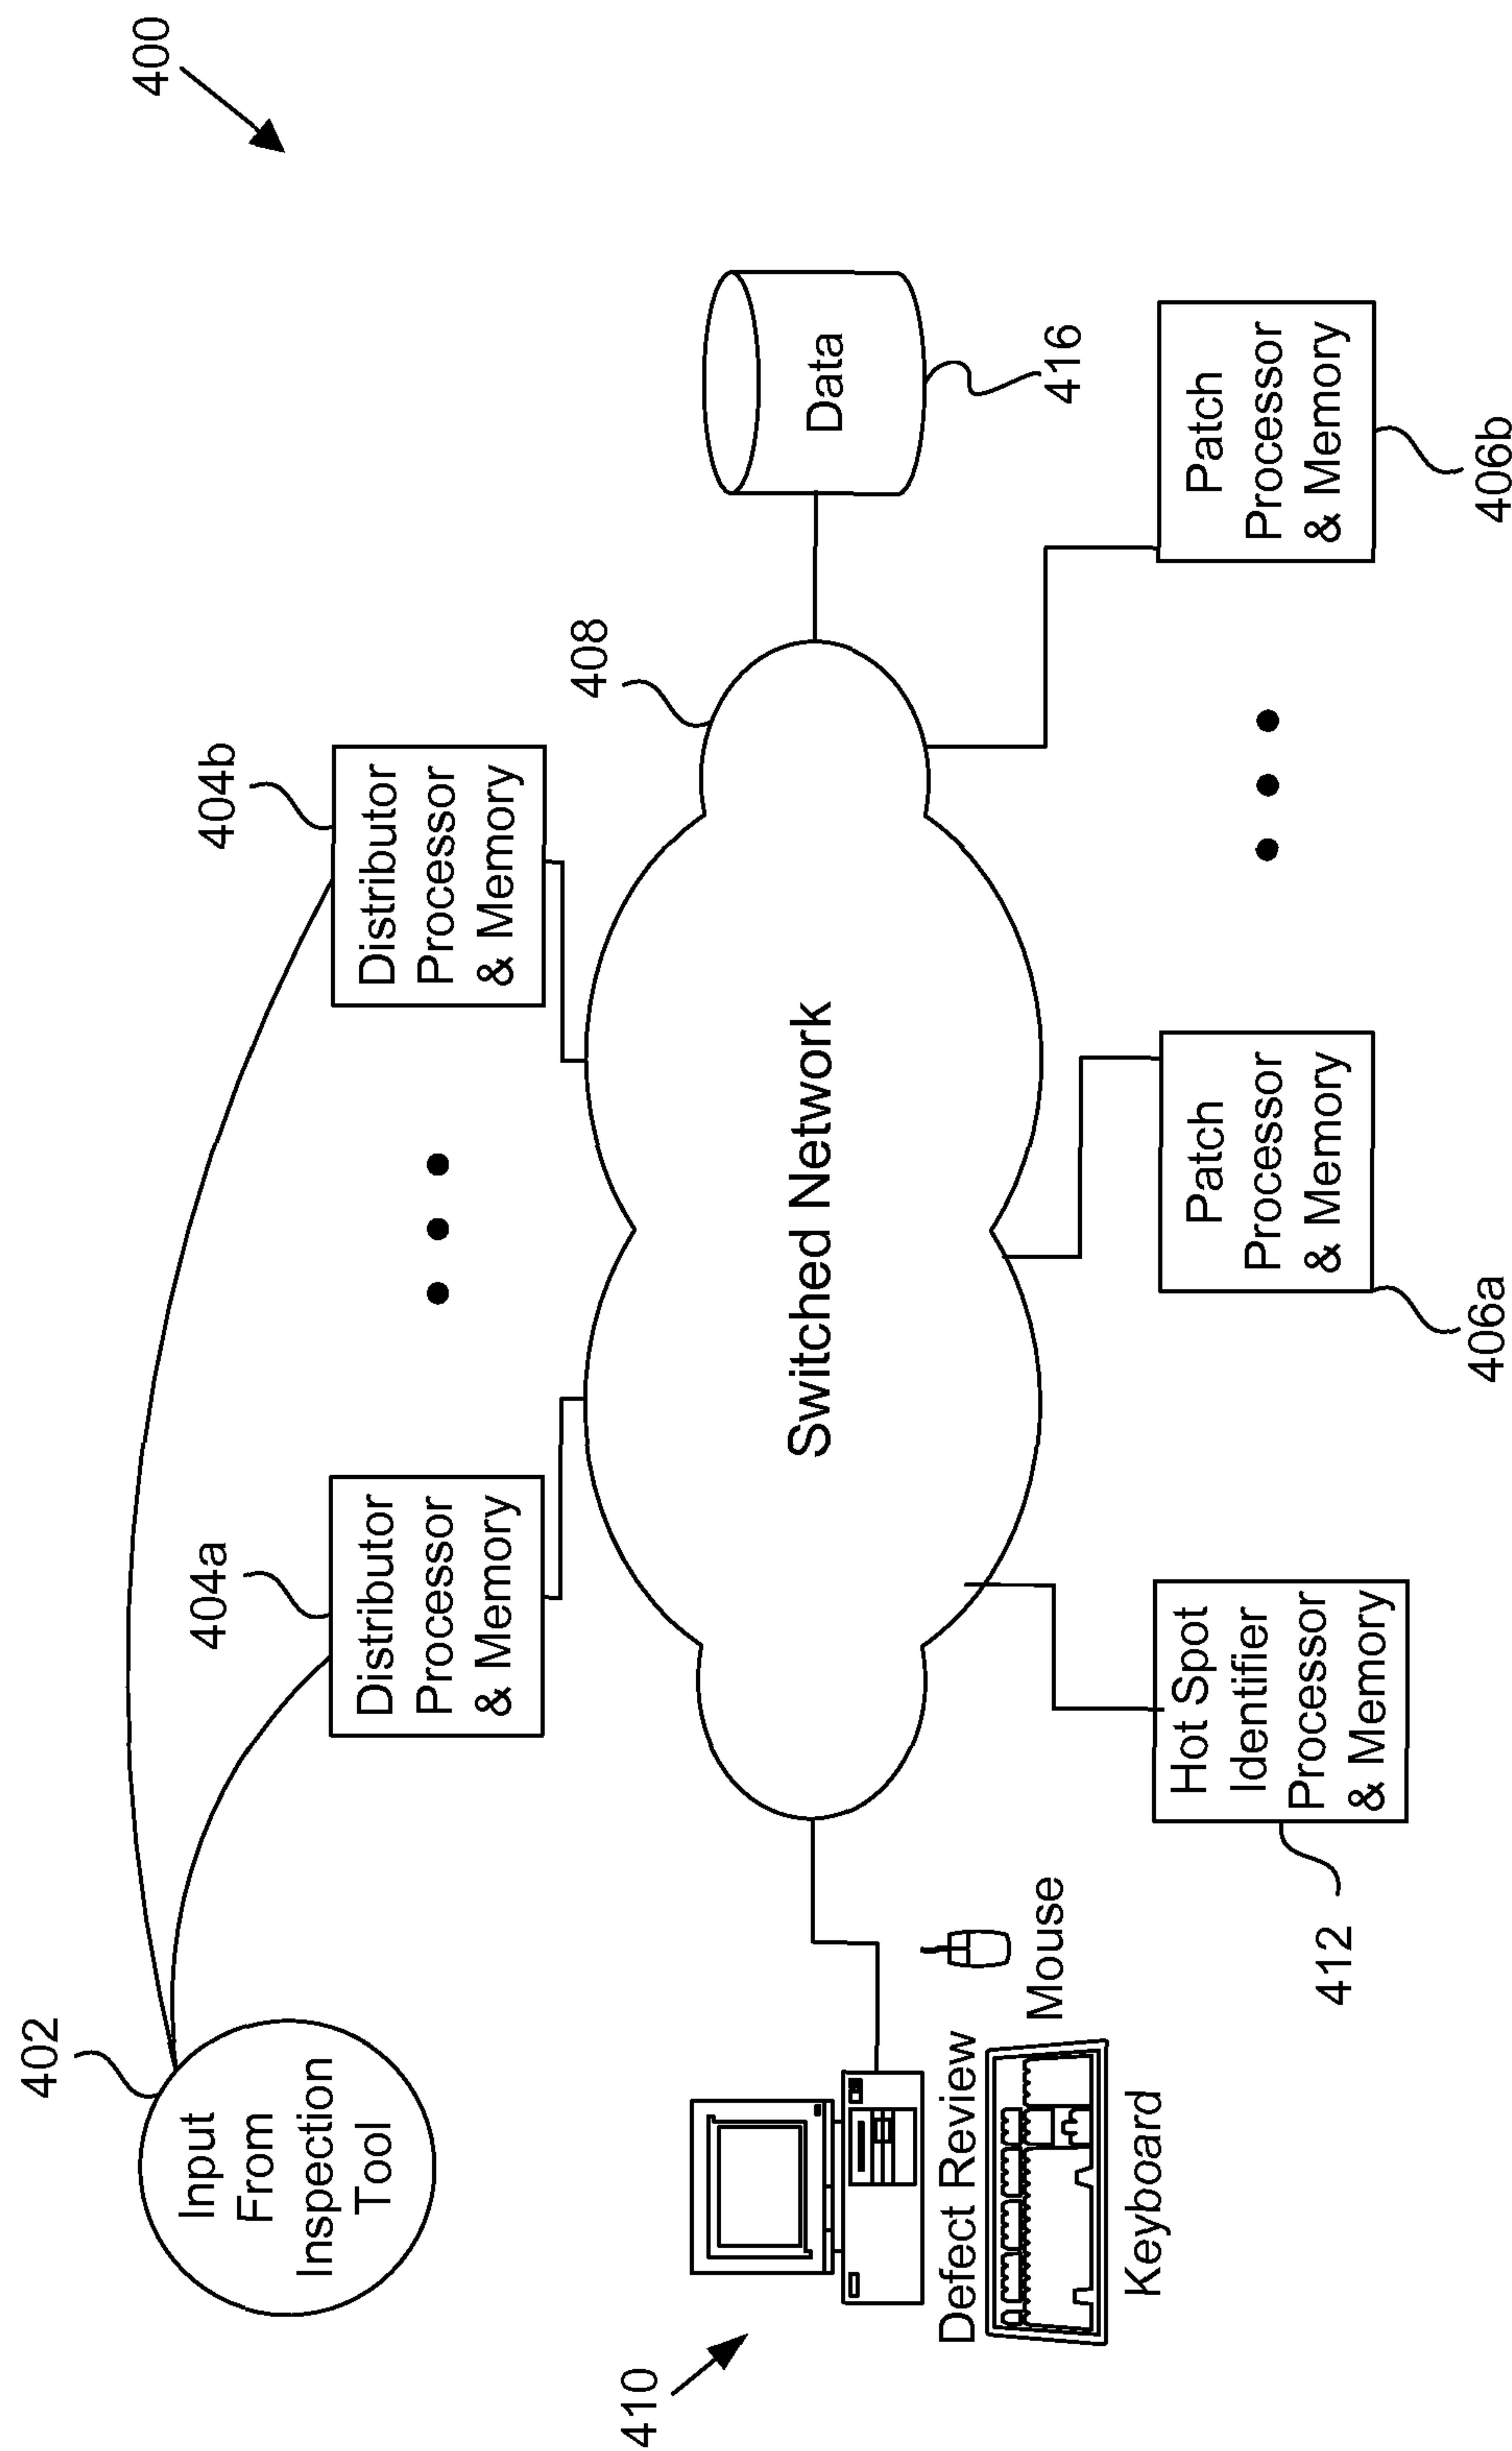 400
402
Input
From
Inspection
Tool
404a
Distributor
Processor
& Memory
404b
Distributor
Processor
& Memory
408
Switched Network
Data
416
410
Defect Review
Mouse
Keyboard
Hot Spot
Identifier
Processor
& Memory
412
Patch
Processor
& Memory
406a
Patch
Processor
& Memory
406b